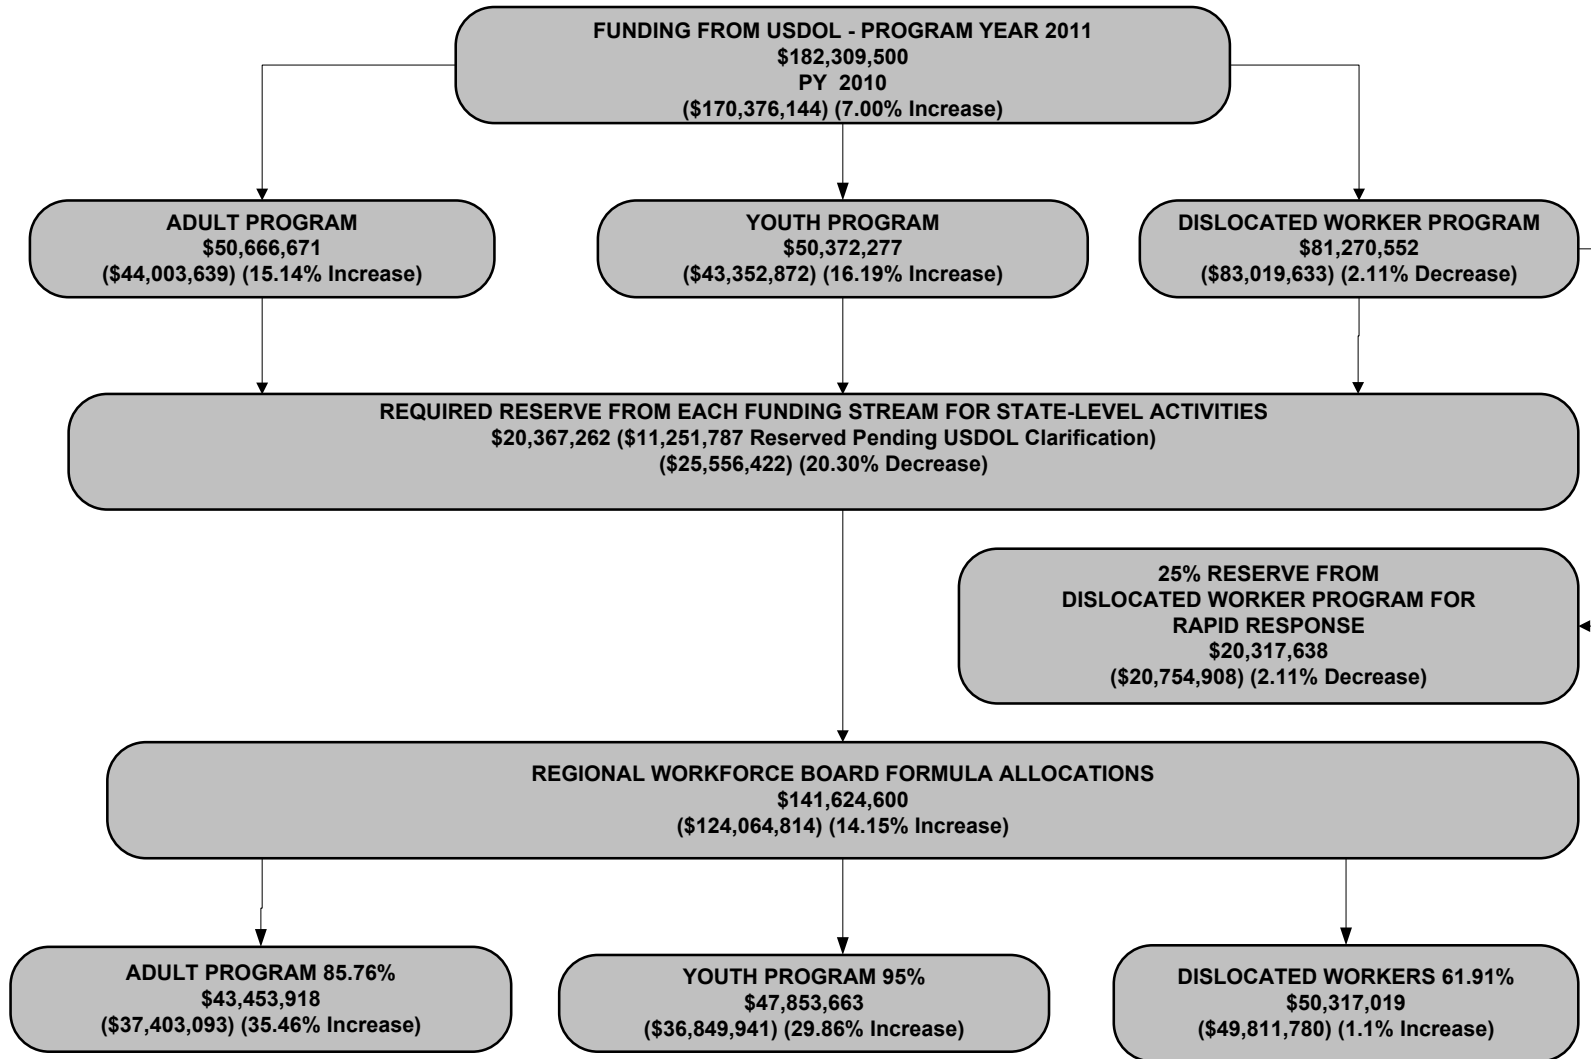 FUNDING FROM USDOL - PROGRAM YEAR 2011
$182,309,500
PY 2010
($170,376,144) (7.00% Increase)
ADULT PROGRAM
$50,666,671
($44,003,639) (15.14% Increase)
YOUTH PROGRAM
$50,372,277
($43,352,872) (16.19% Increase)
DISLOCATED WORKER PROGRAM
$81,270,552
($83,019,633) (2.11% Decrease)
REQUIRED RESERVE FROM EACH FUNDING STREAM FOR STATE-LEVEL ACTIVITIES
$20,367,262 ($11,251,787 Reserved Pending USDOL Clarification)
($25,556,422) (20.30% Decrease)
25% RESERVE FROM
DISLOCATED WORKER PROGRAM FOR
RAPID RESPONSE
$20,317,638
($20,754,908) (2.11% Decrease)
REGIONAL WORKFORCE BOARD FORMULA ALLOCATIONS
$141,624,600
($124,064,814) (14.15% Increase)
ADULT PROGRAM 85.76%
$43,453,918
($37,403,093) (35.46% Increase)
YOUTH PROGRAM 95%
$47,853,663
($36,849,941) (29.86% Increase)
DISLOCATED WORKERS 61.91%
$50,317,019
($49,811,780) (1.1% Increase)